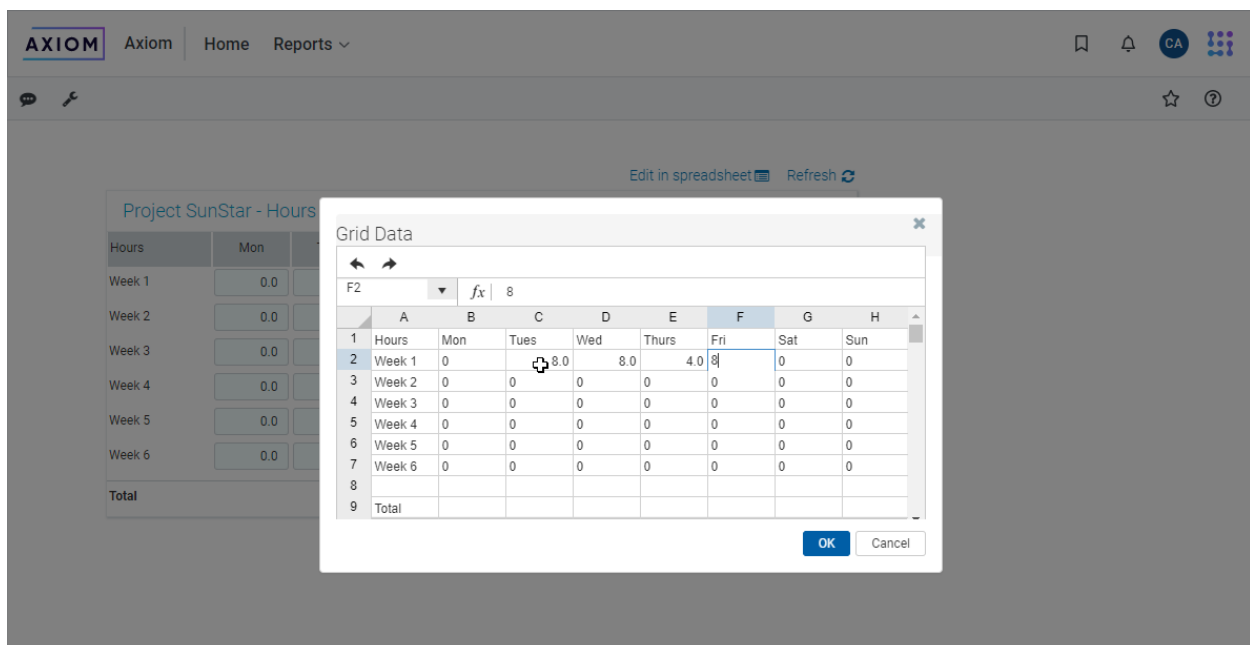 AXIOM Axiom Home Reports CA
Edit in spreadsheet Refresh
Project SunStar - Hours
Hours Mon
Week 1 0.0
Week 2 0.0
Week 3 0.0
Week 4 0.0
Week 5 0.0
Week 6 0.0
Total
Grid Data
F2 fx 8
A B C D E F G H
1 Hours Mon Tues Wed Thurs Fri Sat Sun
2 Week 1 0 8.0 8.0 4.0 8 0 0
3 Week 2 0 0 0 0 0 0 0
4 Week 3 0 0 0 0 0 0 0
5 Week 4 0 0 0 0 0 0 0
6 Week 5 0 0 0 0 0 0 0
7 Week 6 0 0 0 0 0 0 0
8
9 Total
OK Cancel